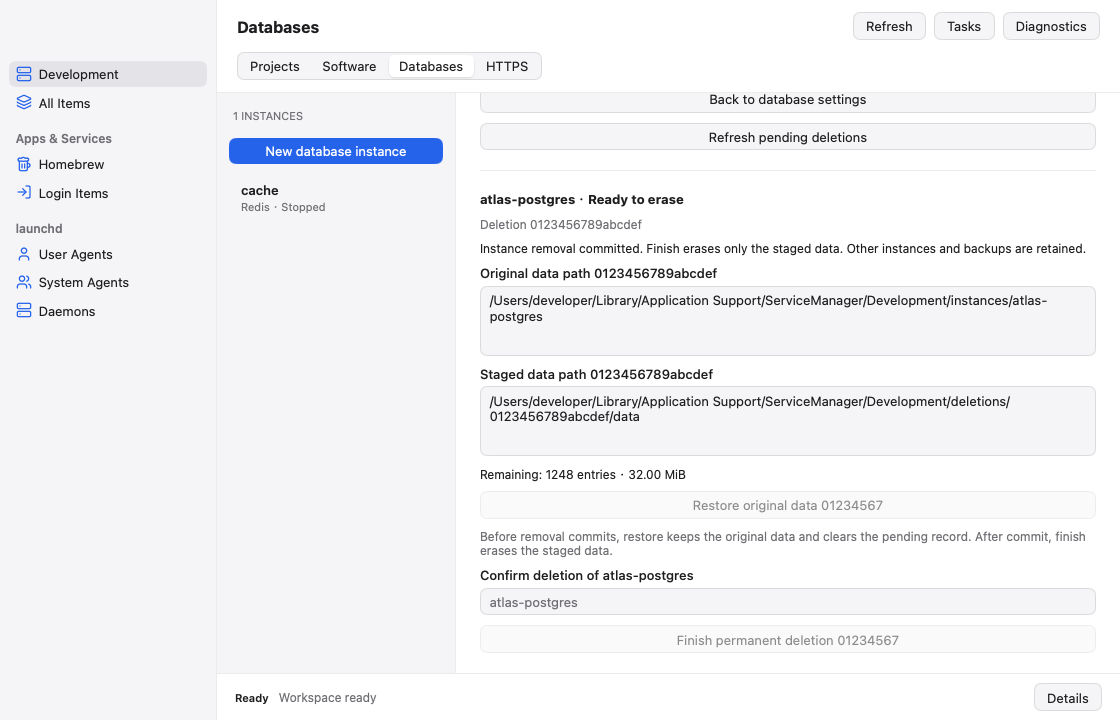 Databases
Refresh
Tasks
Diagnostics
Projects
Software
Databases
HTTPS
Development
All Items
Apps & Services
Homebrew
Login Items
launchd
User Agents
System Agents
Daemons
1 INSTANCES
New database instance
cache
Redis · Stopped
Back to database settings
Refresh pending deletions
atlas-postgres · Ready to erase
Deletion 0123456789abcdef
Instance removal committed. Finish erases only the staged data. Other instances and backups are retained.
Original data path 0123456789abcdef
/Users/developer/Library/Application Support/ServiceManager/Development/instances/atlas-
postgres
Staged data path 0123456789abcdef
/Users/developer/Library/Application Support/ServiceManager/Development/deletions/
0123456789abcdef/data
Remaining: 1248 entries · 32.00 MiB
Restore original data 01234567
Before removal commits, restore keeps the original data and clears the pending record. After commit, finish
erases the staged data.
Confirm deletion of atlas-postgres
atlas-postgres
Finish permanent deletion 01234567
Ready
Workspace ready
Details